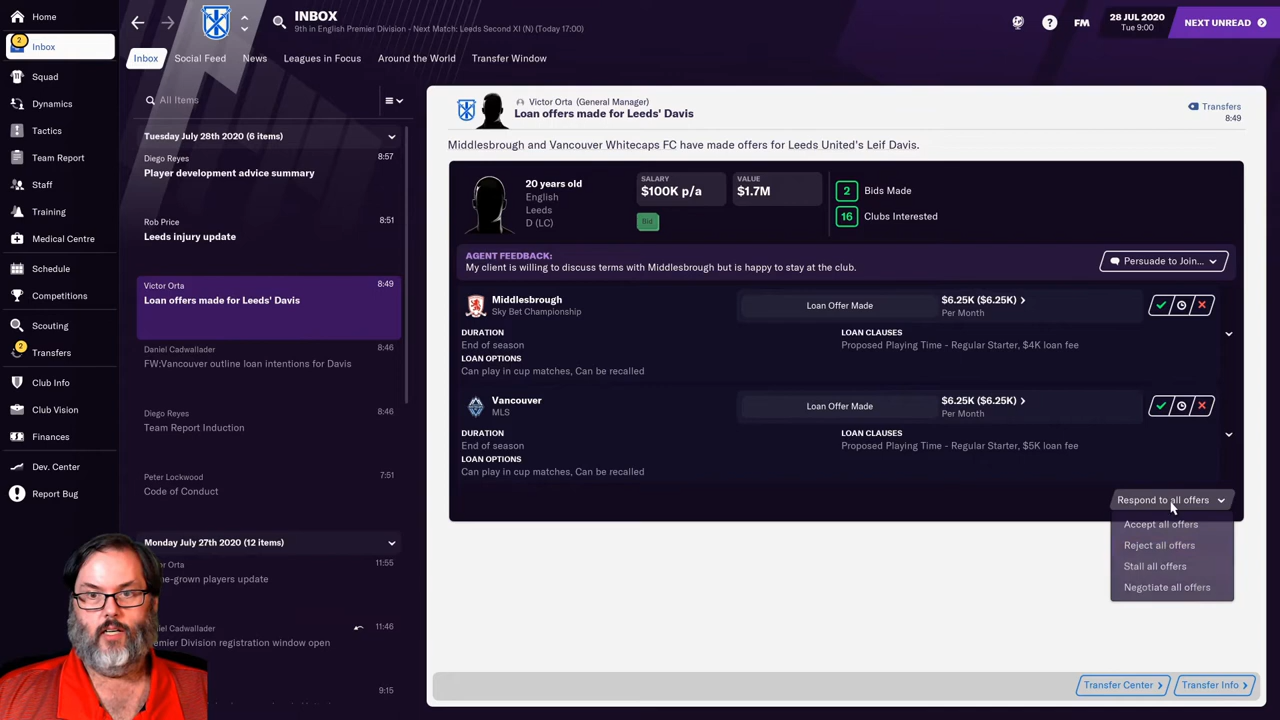 Home
INBOX
9th in English Premier Division - Next Match: Leeds Second XI (N) (Today 17:00)
FM
28 JUL 2020
Tue 9:00
NEXT UNREAD
2
Inbox
Squad
Dynamics
Tactics
Team Report
Staff
Training
Medical Centre
Schedule
Competitions
Scouting
2
Transfers
Club Info
Club Vision
Finances
Dev. Center
Report Bug
Inbox
Social Feed
News
Leagues in Focus
Around the World
Transfer Window
All Items
Tuesday July 28th 2020 (6 items)
Diego Reyes
8:57
Player development advice summary
Rob Price
8:51
Leeds injury update
Victor Orta
8:49
Loan offers made for Leeds' Davis
Daniel Cadwallader
8:46
FW:Vancouver outline loan intentions for Davis
Diego Reyes
8:46
Team Report Induction
Peter Lockwood
7:51
Code of Conduct
Monday July 27th 2020 (12 items)
or Orta
11:55
ne-grown players update
niel Cadwallader
11:46
remier Division registration window open
9:15
Victor Orta (General Manager)
Loan offers made for Leeds' Davis
Transfers
8:49
Middlesbrough and Vancouver Whitecaps FC have made offers for Leeds United's Leif Davis.
20 years old
English
Leeds
D (LC)
SALARY
$100K p/a
VALUE
$1.7M
Bid
2
Bids Made
16
Clubs Interested
AGENT FEEDBACK:
My client is willing to discuss terms with Middlesbrough but is happy to stay at the club.
Persuade to Join...
Middlesbrough
Sky Bet Championship
Loan Offer Made
$6.25K ($6.25K)
Per Month
DURATION
End of season
LOAN OPTIONS
Can play in cup matches, Can be recalled
LOAN CLAUSES
Proposed Playing Time - Regular Starter, $4K loan fee
Vancouver
MLS
Loan Offer Made
$6.25K ($6.25K)
Per Month
DURATION
End of season
LOAN OPTIONS
Can play in cup matches, Can be recalled
LOAN CLAUSES
Proposed Playing Time - Regular Starter, $5K loan fee
Respond to all offers
Accept all offers
Reject all offers
Stall all offers
Negotiate all offers
Transfer Center
Transfer Info